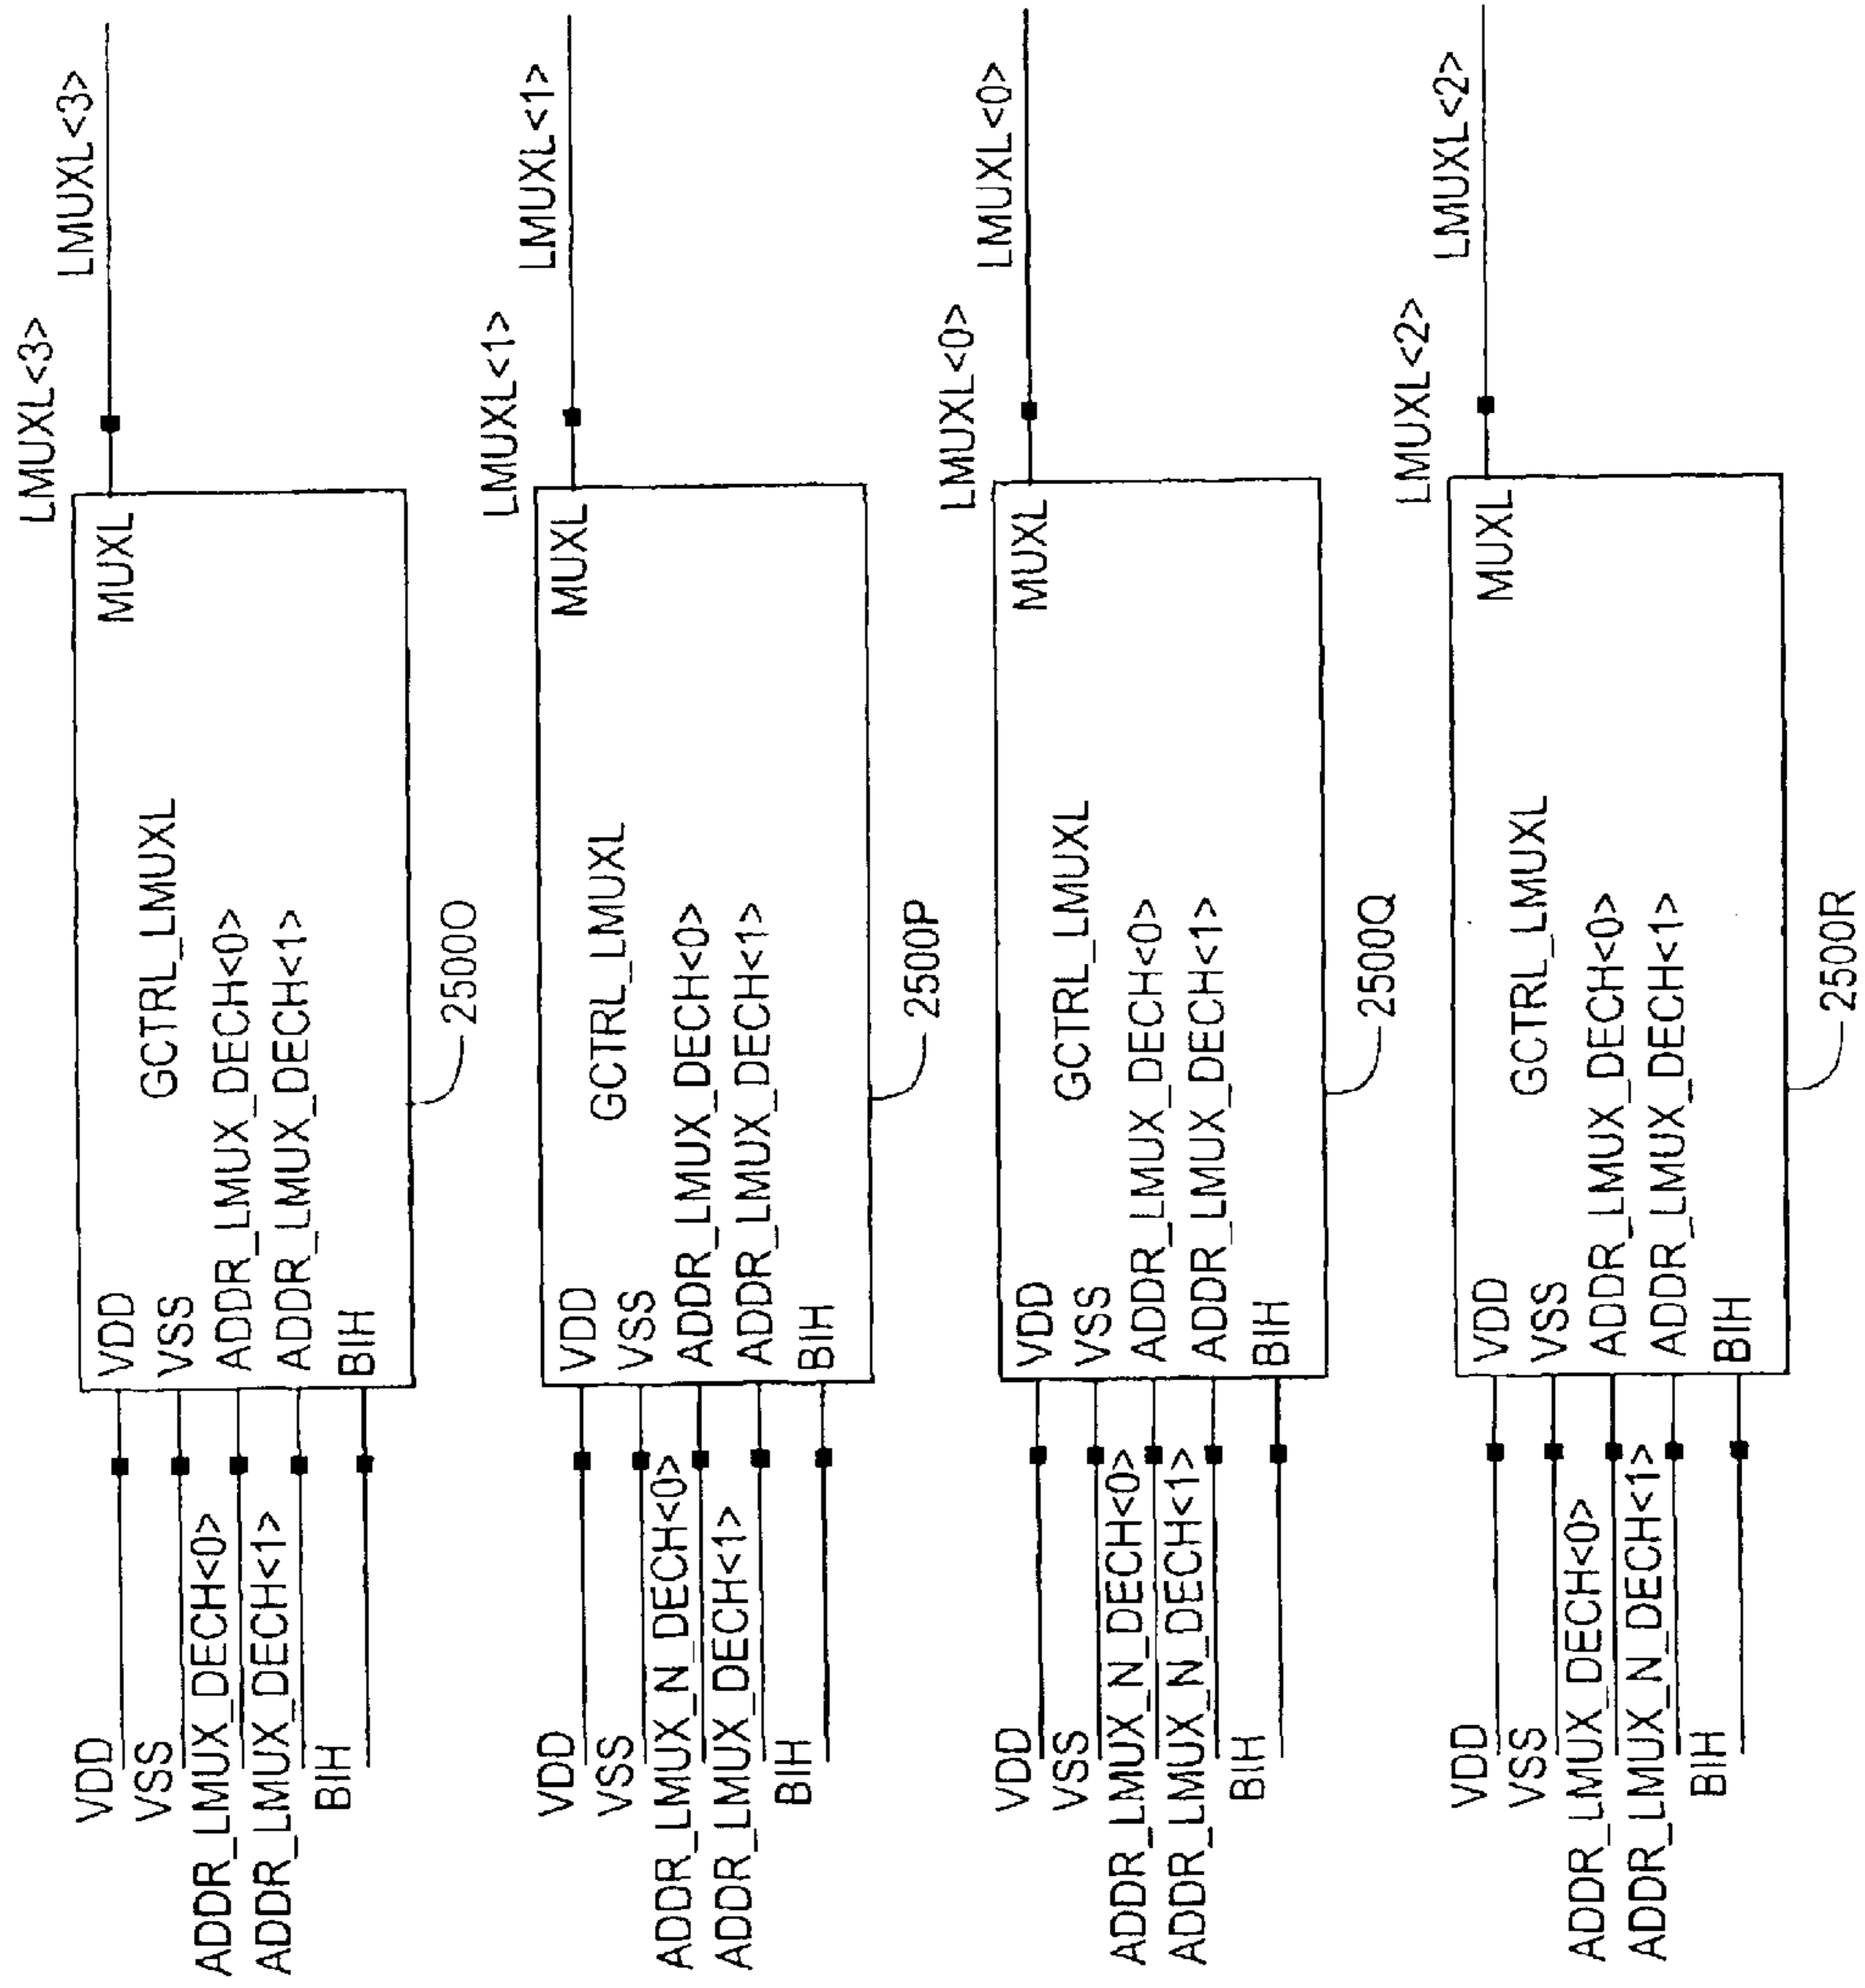 LMUXL<3>
LMUXL<3>
MUXL
GCTRL_LMUXL
VDD
VSS
ADDR_LMUX_DECH<0>
ADDR_LMUX_DECH<1>
BIH
VDD
VSS
ADDR_LMUX_DECH<0>
ADDR_LMUX_DECH<1>
BIH
2500O
LMUXL<1>
LMUXL<1>
MUXL
GCTRL_LMUXL
VDD
VSS
ADDR_LMUX_DECH<0>
ADDR_LMUX_DECH<1>
BIH
VDD
VSS
ADDR_LMUX_N_DECH<0>
ADDR_LMUX_DECH<1>
BIH
2500P
LMUXL<0>
LMUXL<0>
MUXL
GCTRL_LMUXL
VDD
VSS
ADDR_LMUX_DECH<0>
ADDR_LMUX_DECH<1>
BIH
VDD
VSS
ADDR_LMUX_N_DECH<0>
ADDR_LMUX_N_DECH<1>
BIH
2500Q
LMUXL<2>
LMUXL<2>
MUXL
GCTRL_LMUXL
VDD
VSS
ADDR_LMUX_DECH<0>
ADDR_LMUX_DECH<1>
BIH
VDD
VSS
ADDR_LMUX_DECH<0>
ADDR_LMUX_N_DECH<1>
BIH
2500R